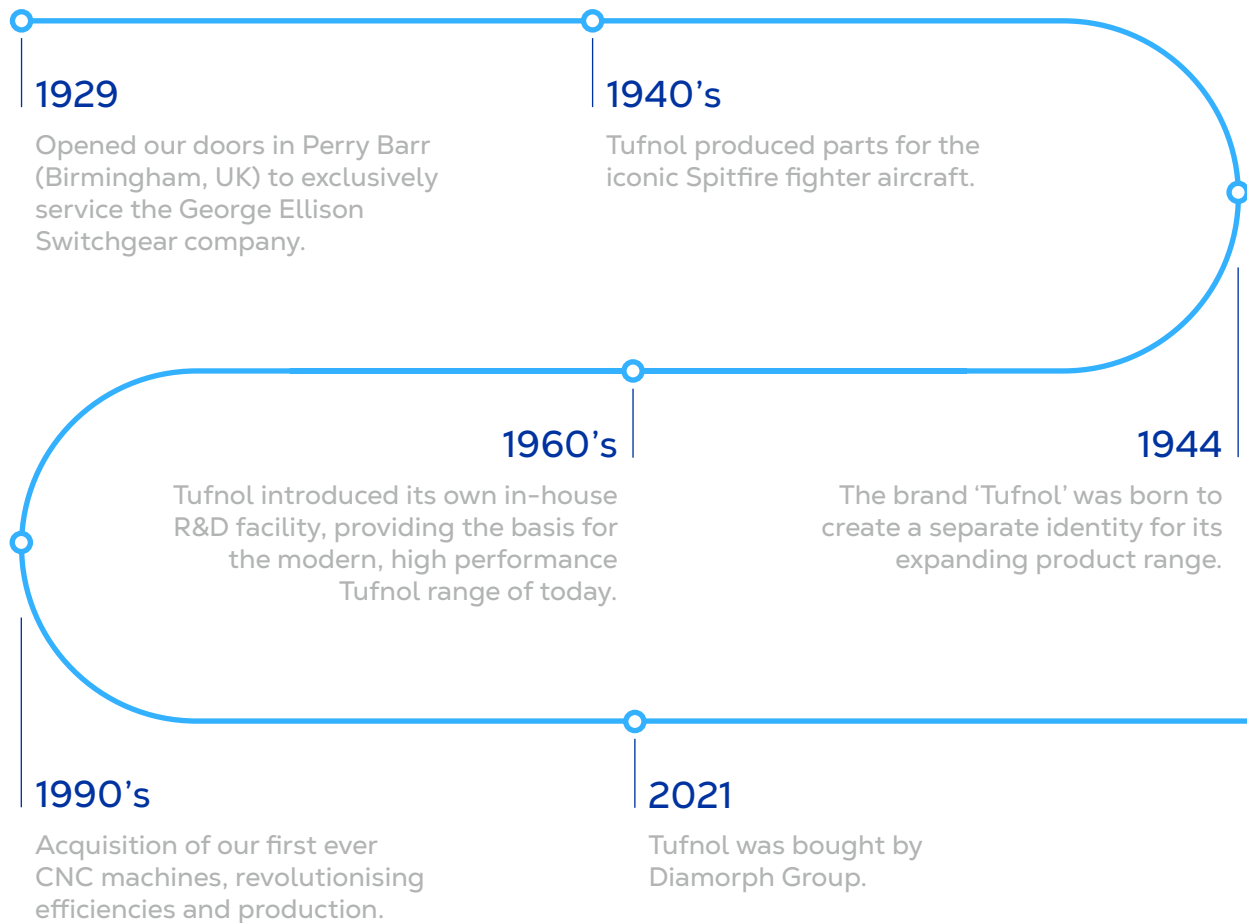 1929
Opened our doors in Perry Barr
(Birmingham, UK) to exclusively
service the George Ellison
Switchgear company.
1940’s
Tufnol produced parts for the
iconic Spitfire fighter aircraft.
1944
The brand ‘Tufnol’ was born to
create a separate identity for its
expanding product range.
1960’s
Tufnol introduced its own in-house
R&D facility, providing the basis for
the modern, high performance
Tufnol range of today.
1990’s
Acquisition of our first ever
CNC machines, revolutionising
efficiencies and production.
2021
Tufnol was bought by
Diamorph Group.